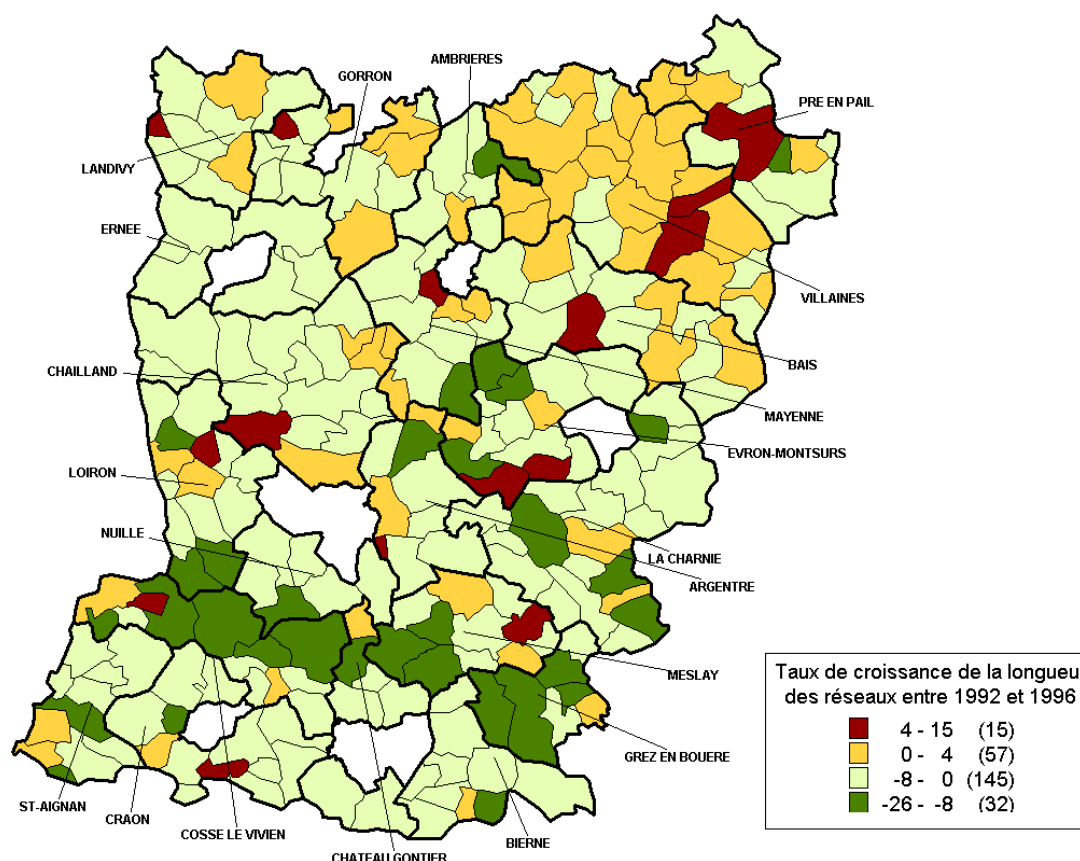 AMBRIERES
GORRON
PRE EN PAIL
LANDIVY
ERNEE
VILLAINES
BAIS
CHAILLAND
MAYENNE
EVRON-MONTSURS
LOIRON
NUILLE
LA CHARNIE
ARGENTRE
MESLAY
GREZ EN BOUERE
ST-AIGNAN
CRAON
COSSE LE VIVIEN
BIERNE
CHATEAU GONTIER
Taux de croissance de la longueu
des réseaux entre 1992 et 1996
4 - 15 (15)
0 - 4 (57)
-8 - 0 (145)
-26 - -8 (32)